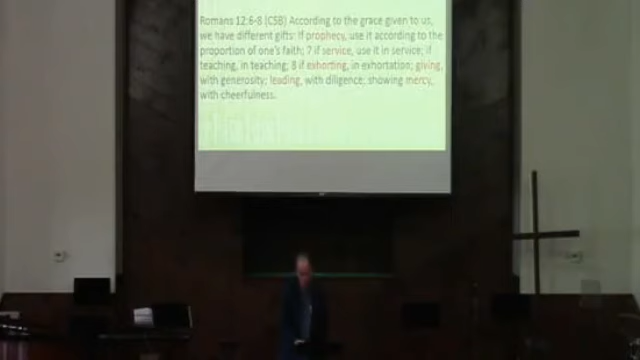 Romans 12:6-8 (CSB) According to the grace given to us,
we have different gifts: If prophecy, use it according to the
proportion of one's faith; 7 if service, use it in service; if
teaching, in teaching; 8 if exhorting, in exhortation; giving,
with generosity; leading, with diligence; showing mercy,
with cheerfulness.